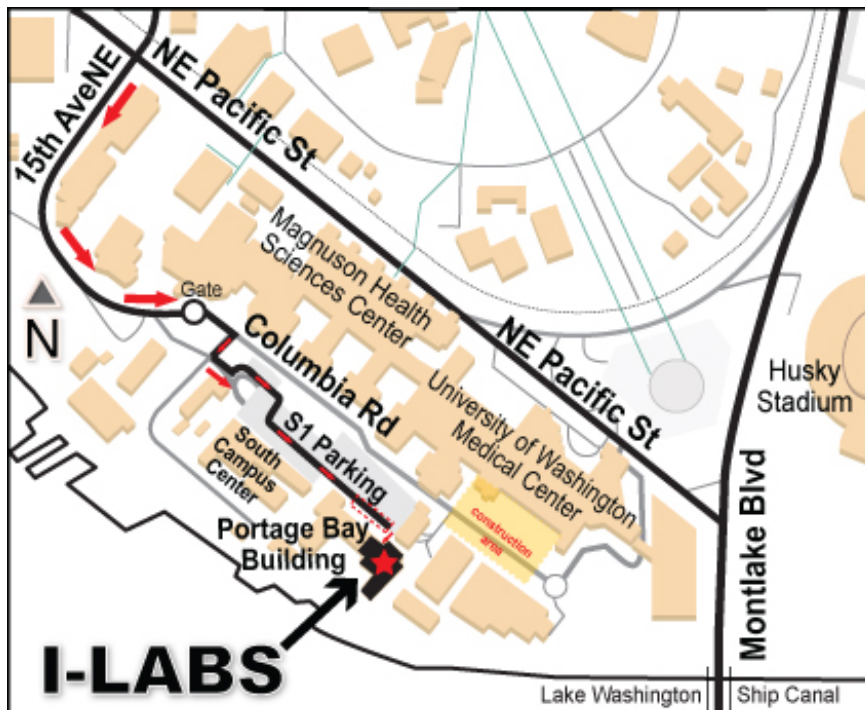 15th AveNE
NE Pacific St
Magnuson Health
Sciences Center
Gate
N
Columbia Rd
NE Pacific St
University of Washington
Medical Center
Husky
Stadium
S1 Parking
South
Campus
Center
construction
area
Portage Bay
Building
Montlake Blvd
I-LABS
Lake Washington
Ship Canal